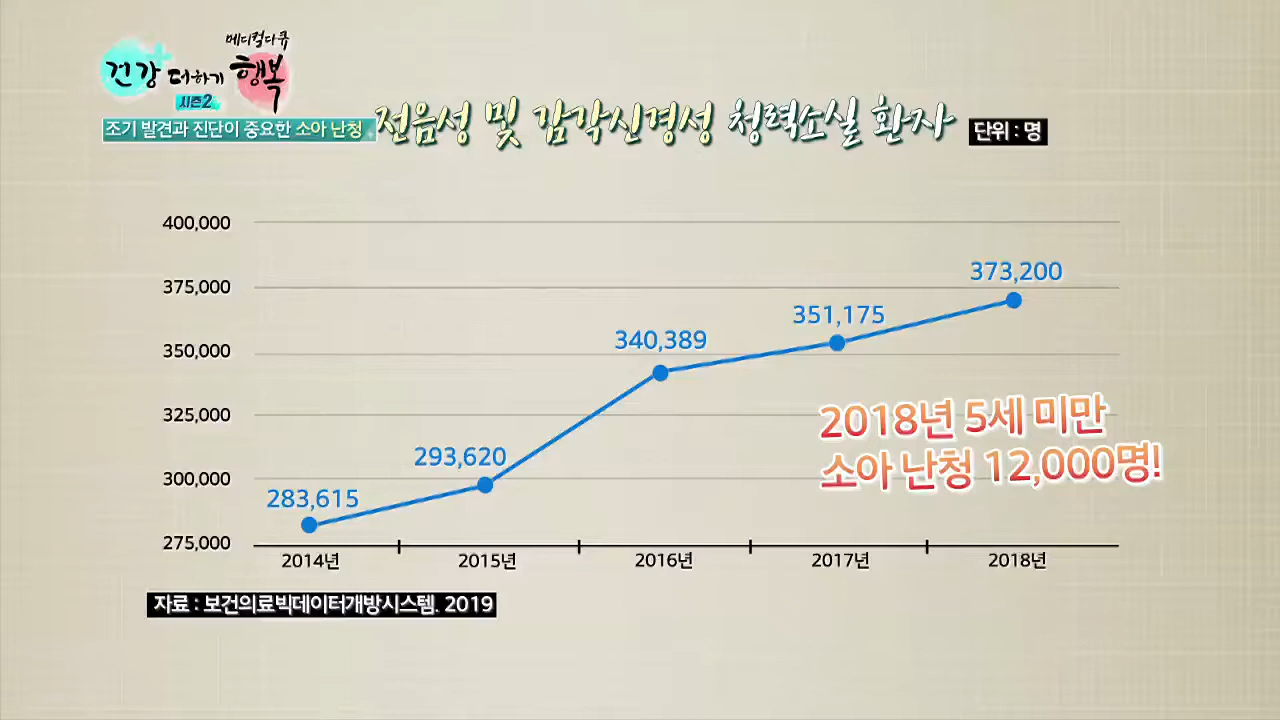 메디컬다큐
건강 더하기 행복
시즌2
조기 발견과 진단이 중요한 소아 난청
전음성 및 감각신경성 청력소실 환자
단위 : 명
400,000
375,000
350,000
325,000
300,000
275,000
283,615
293,620
340,389
351,175
373,200
2018년 5세 미만
소아 난청 12,000명!
2014년 2015년 2016년 2017년 2018년
자료 : 보건의료빅데이터개방시스템. 2019